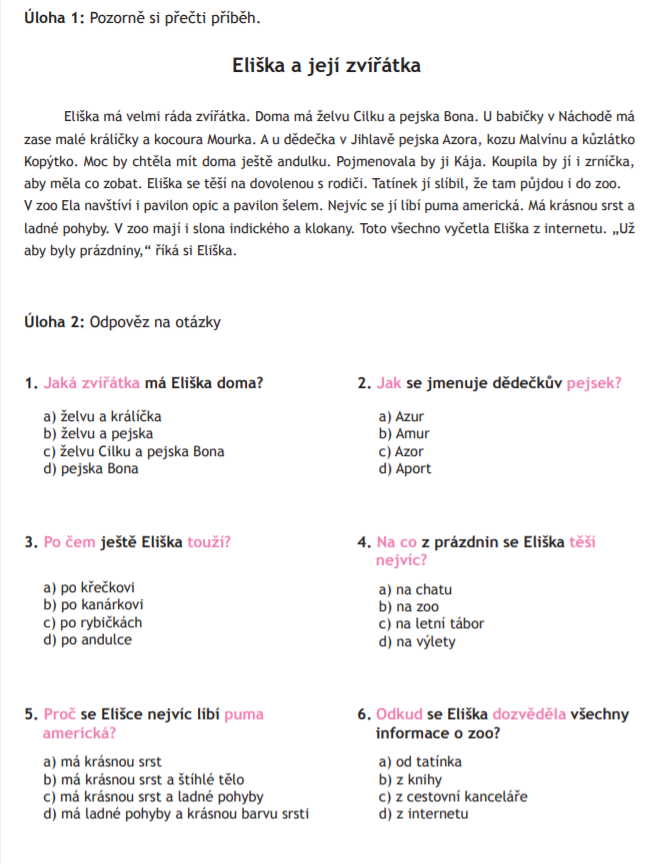 Úloha 1: Pozorně si přečti příběh.
Eliška a její zvířátka
Eliška má velmi ráda zvířátka. Doma má želvu Cilku a pejska Bona. U babičky v Náchodě má
zase malé králíčky a kocoura Mourka. A u dědečka v Jihlavě pejska Azora, kozu Malvínu a kůzlátko
Kopýtko. Moc by chtěla mít doma ještě andulku. Pojmenovala by ji Kája. Koupila by jí i zrníčka,
aby měla co zobat. Eliška se těší na dovolenou s rodiči. Tatínek jí slíbil, že tam půjdou i do zoo.
V zoo Ela navštíví i pavilon opic a pavilon šelem. Nejvíc se jí líbí puma americká. Má krásnou srst a
ladné pohyby. V zoo mají i slona indického a klokany. Toto všechno vyčetla Eliška z internetu. „Už
aby byly prázdniny,“ říká si Eliška.
Úloha 2: Odpověz na otázky
1. Jaká zvířátka má Eliška doma?
a) želvu a králíčka
b) želvu a pejska
c) želvu Cilku a pejska Bona
d) pejska Bona
2. Jak se jmenuje dědečkův pejsek?
a) Azur
b) Amur
c) Azor
d) Aport
3. Po čem ještě Eliška touží?
a) po křečkovi
b) po kanárkovi
c) po rybičkách
d) po andulce
4. Na co z prázdnin se Eliška těší
nejvíc?
a) na chatu
b) na zoo
c) na letní tábor
d) na výlety
5. Proč se Elišce nejvíc líbí puma
americká?
a) má krásnou srst
b) má krásnou srst a štíhlé tělo
c) má krásnou srst a ladné pohyby
d) má ladné pohyby a krásnou barvu srsti
6. Odkud se Eliška dozvěděla všechny
informace o zoo?
a) od tatínka
b) z knihy
c) z cestovní kanceláře
d) z internetu